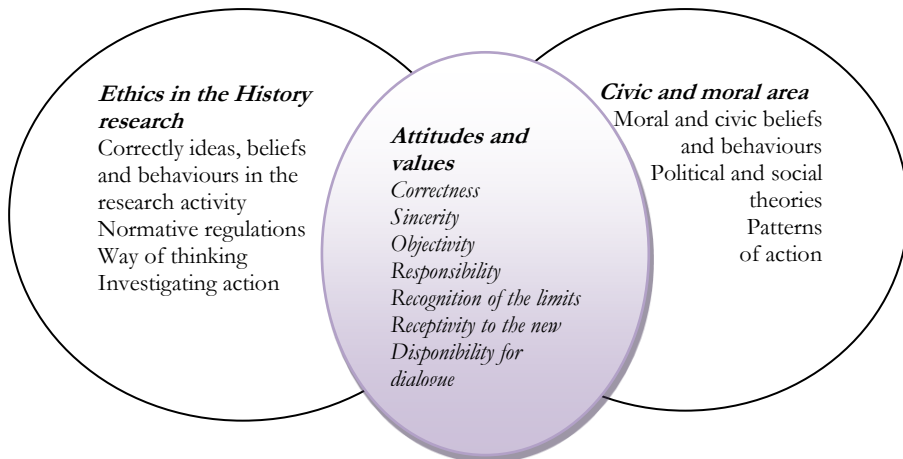 Ethics in the History
research
Correctly ideas, beliefs
and behaviours in the
research activity
Normative regulations
Way of thinking
Investigating action
Attitudes and
values
Correctness
Sincerity
Objectivity
Responsibility
Recognition of the limits
Receptivity to the new
Disponibility for
dialogue
Civic and moral area
Moral and civic beliefs
and behaviours
Political and social
theories
Patterns
of action